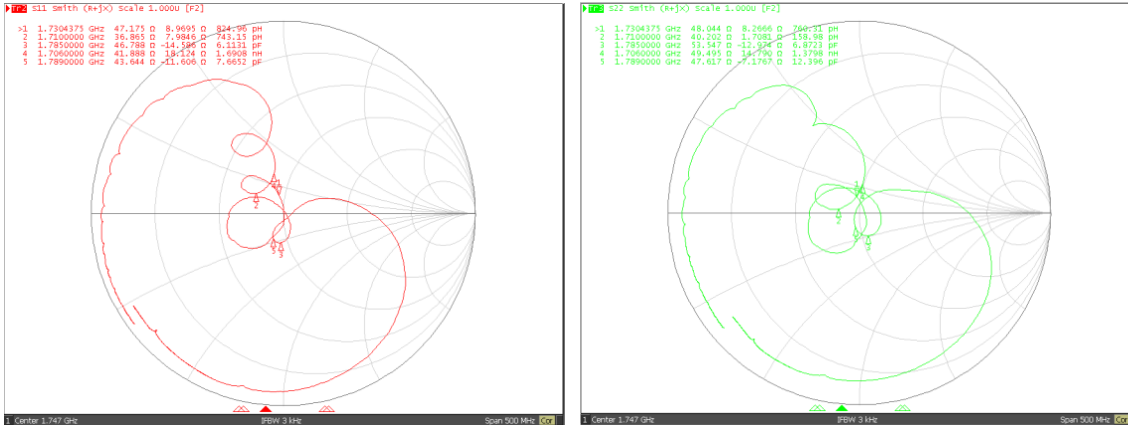 Tr2 S11 Smith (R+jX) Scale 1.000U [F2]
>1 1.7304375 GHz 47.175 Ω 8.9695 Ω 824.96 pH
2 1.7100000 GHz 36.865 Ω 7.9846 Ω 743.15 pH
3 1.7850000 GHz 46.788 Ω -14.586 Ω 6.1131 pF
4 1.7060000 GHz 41.888 Ω 18.124 Ω 1.6908 nH
5 1.7890000 GHz 43.644 Ω -11.606 Ω 7.6652 pF
1 Center 1.747 GHz IFBW 3 kHz Span 500 MHz Cor
S22 Smith (R+jX) Scale 1.000U [F2]
>1 1.7304375 GHz 48.044 Ω 8.2666 Ω 760.31 pH
2 1.7100000 GHz 40.202 Ω 1.7081 Ω 158.98 pH
3 1.7850000 GHz 53.547 Ω -12.974 Ω 6.8723 pF
4 1.7060000 GHz 49.495 Ω 14.790 Ω 1.3798 nH
5 1.7890000 GHz 47.617 Ω -7.1767 Ω 12.396 pF
1 Center 1.747 GHz IFBW 3 kHz Span 500 MHz Cor